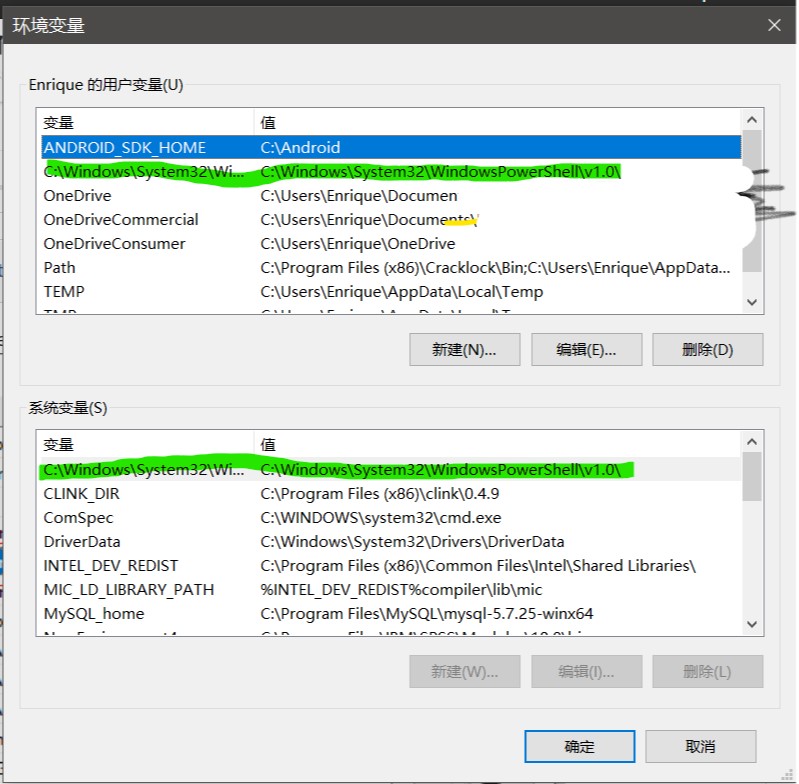 环境变量
Enrique 的用户变量(U)
变量 值
ANDROID_SDK_HOME C:\Android
C:\Windows\System32\Wi... C:\Windows\System32\WindowsPowerShell\v1.0\
OneDrive C:\Users\Enrique\Documen
OneDriveCommercial C:\Users\Enrique\Documents\
OneDriveConsumer C:\Users\Enrique\OneDrive
Path C:\Program Files (x86)\Cracklock\Bin;C:\Users\Enrique\AppData...
TEMP C:\Users\Enrique\AppData\Local\Temp
新建(N)... 编辑(E)... 删除(D)
系统变量(S)
变量 值
C:\Windows\System32\Wi... C:\Windows\System32\WindowsPowerShell\v1.0\
CLINK_DIR C:\Program Files (x86)\clink\0.4.9
ComSpec C:\WINDOWS\system32\cmd.exe
DriverData C:\Windows\System32\Drivers\DriverData
INTEL_DEV_REDIST C:\Program Files (x86)\Common Files\Intel\Shared Libraries\
MIC_LD_LIBRARY_PATH %INTEL_DEV_REDIST%compiler\lib\mic
MySQL_home C:\Program Files\MySQL\mysql-5.7.25-winx64
新建(W)... 编辑(I)... 删除(L)
确定 取消